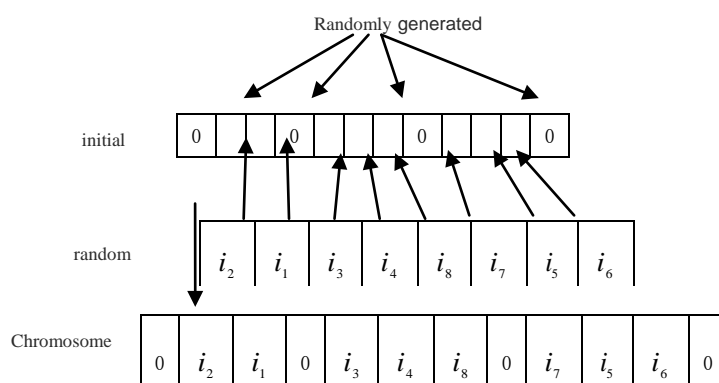 Randomly generated
initial 0 0 0 0
random i₂ i₁ i₃ i₄ i₈ i₇ i₅ i₆
Chromosome 0 i₂ i₁ 0 i₃ i₄ i₈ 0 i₇ i₅ i₆ 0